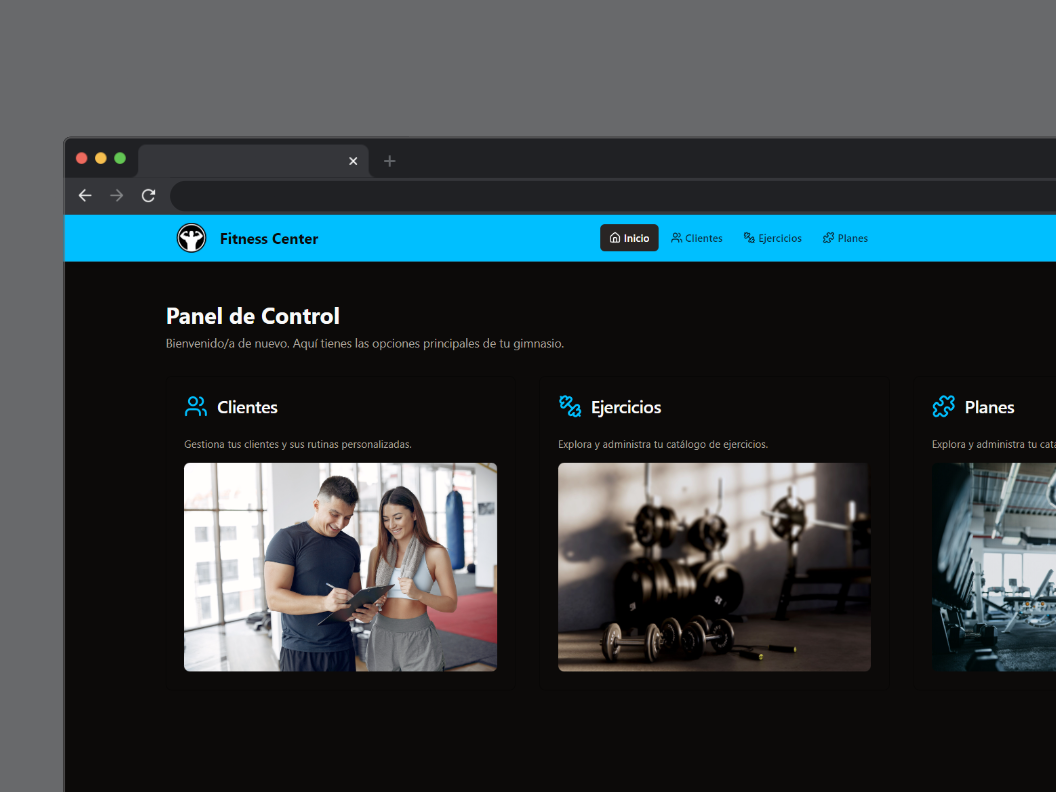 Fitness Center
Inicio
Clientes
Ejercicios
Planes
Panel de Control
Bienvenido/a de nuevo. Aquí tienes las opciones principales de tu gimnasio.
Clientes
Gestiona tus clientes y sus rutinas personalizadas.
Ejercicios
Explora y administra tu catálogo de ejercicios.
Planes
Explora y administra tu